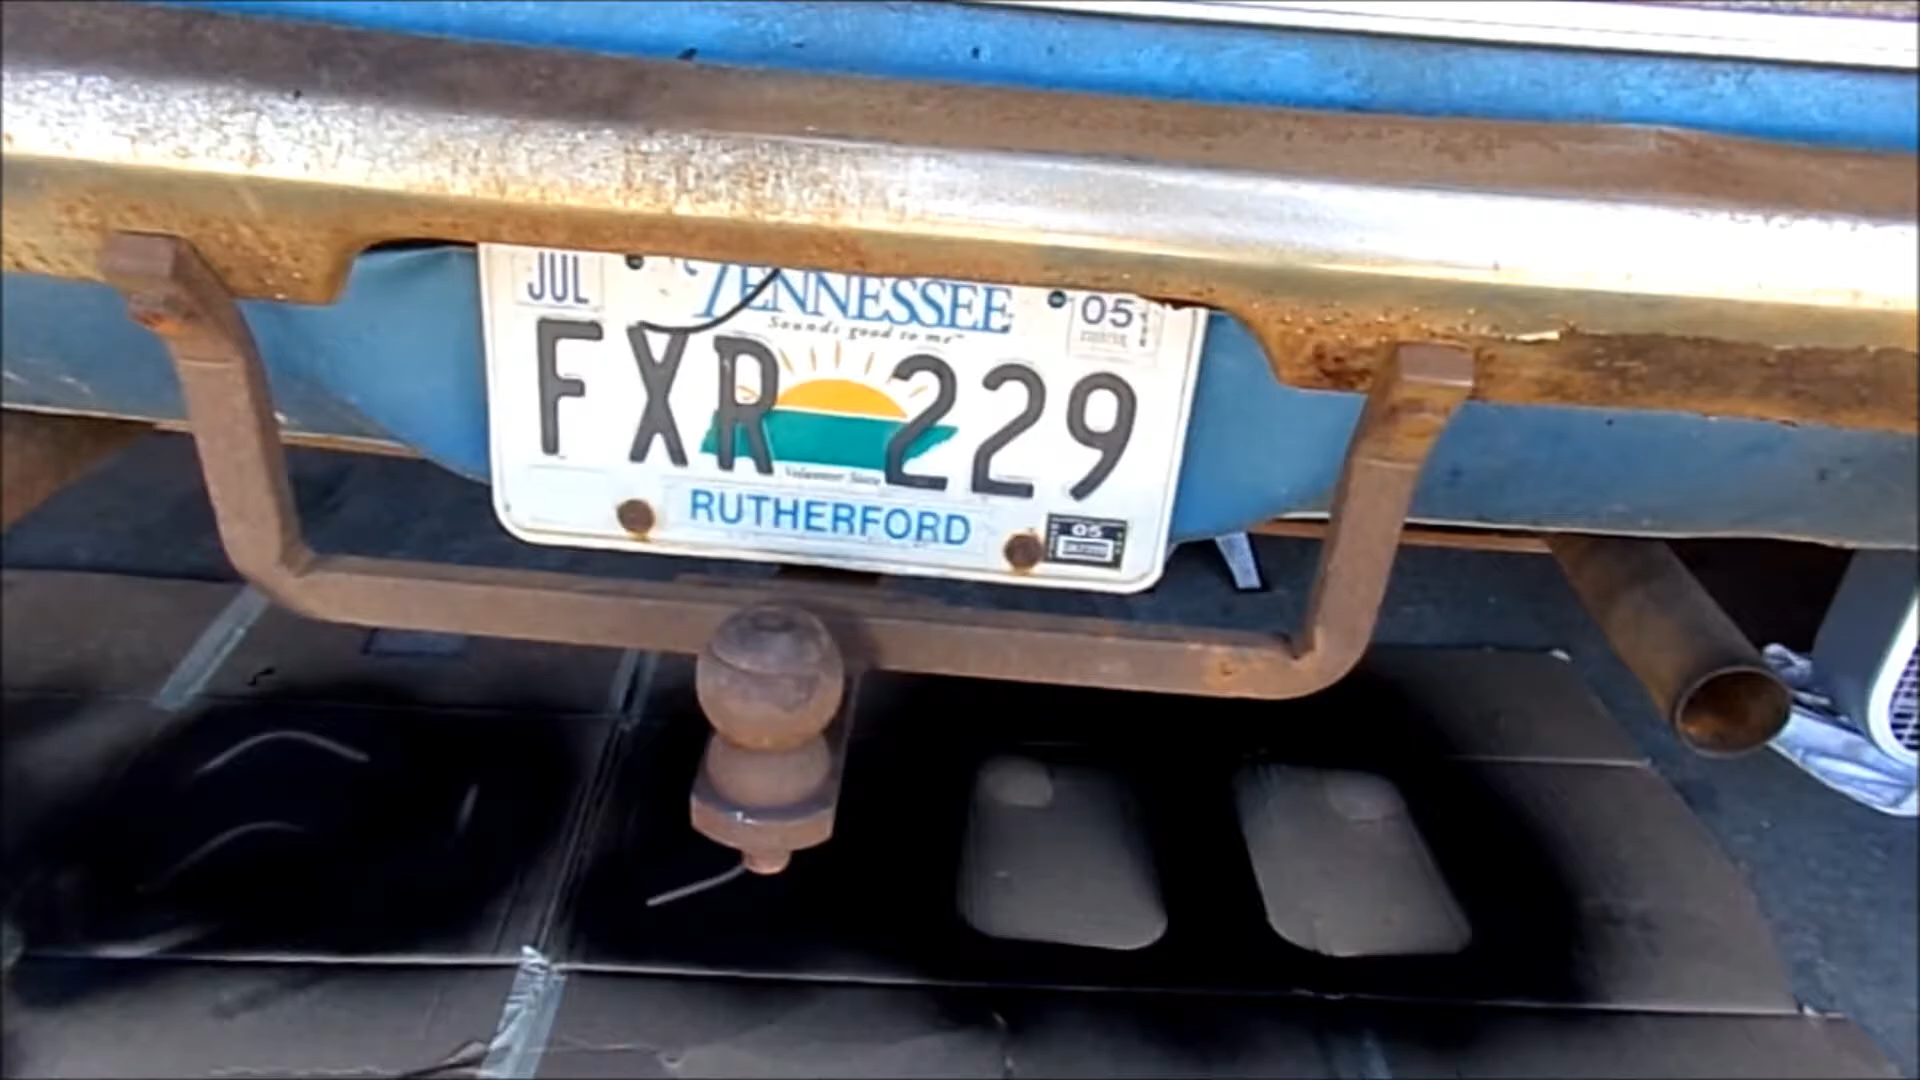 JUL
TENNESSEE
05
Sounds good to me
FXR 229
Volunteer State
RUTHERFORD
05